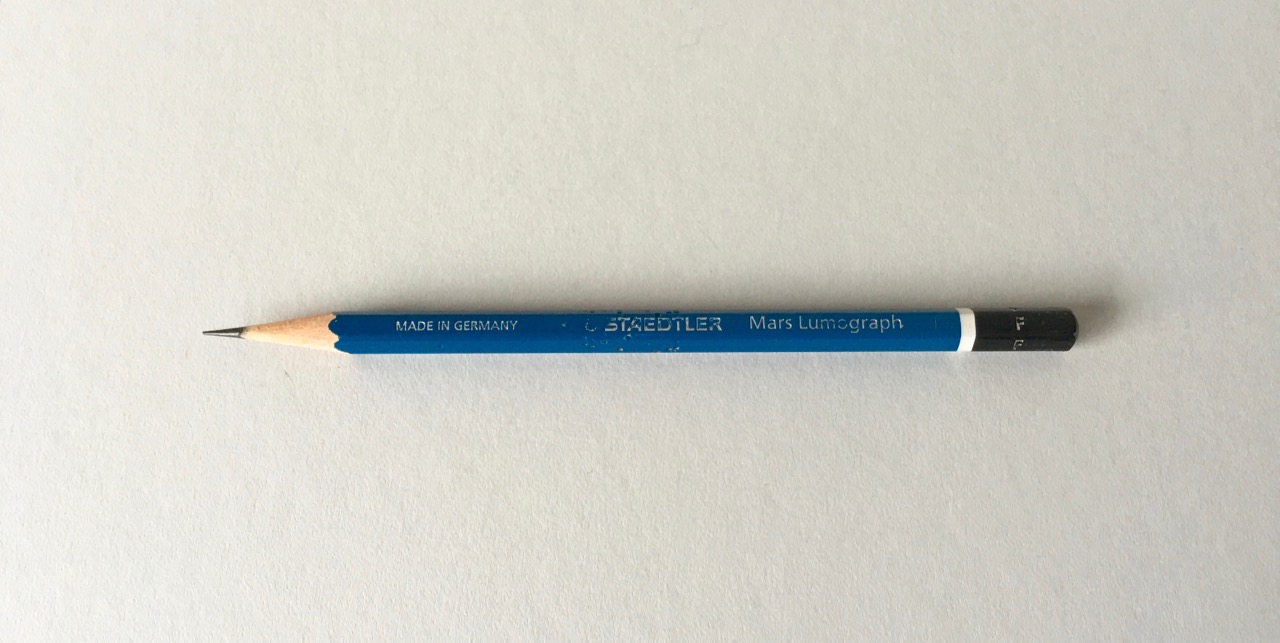 MADE IN GERMANY STAEDTLER Mars Lumograph F
F